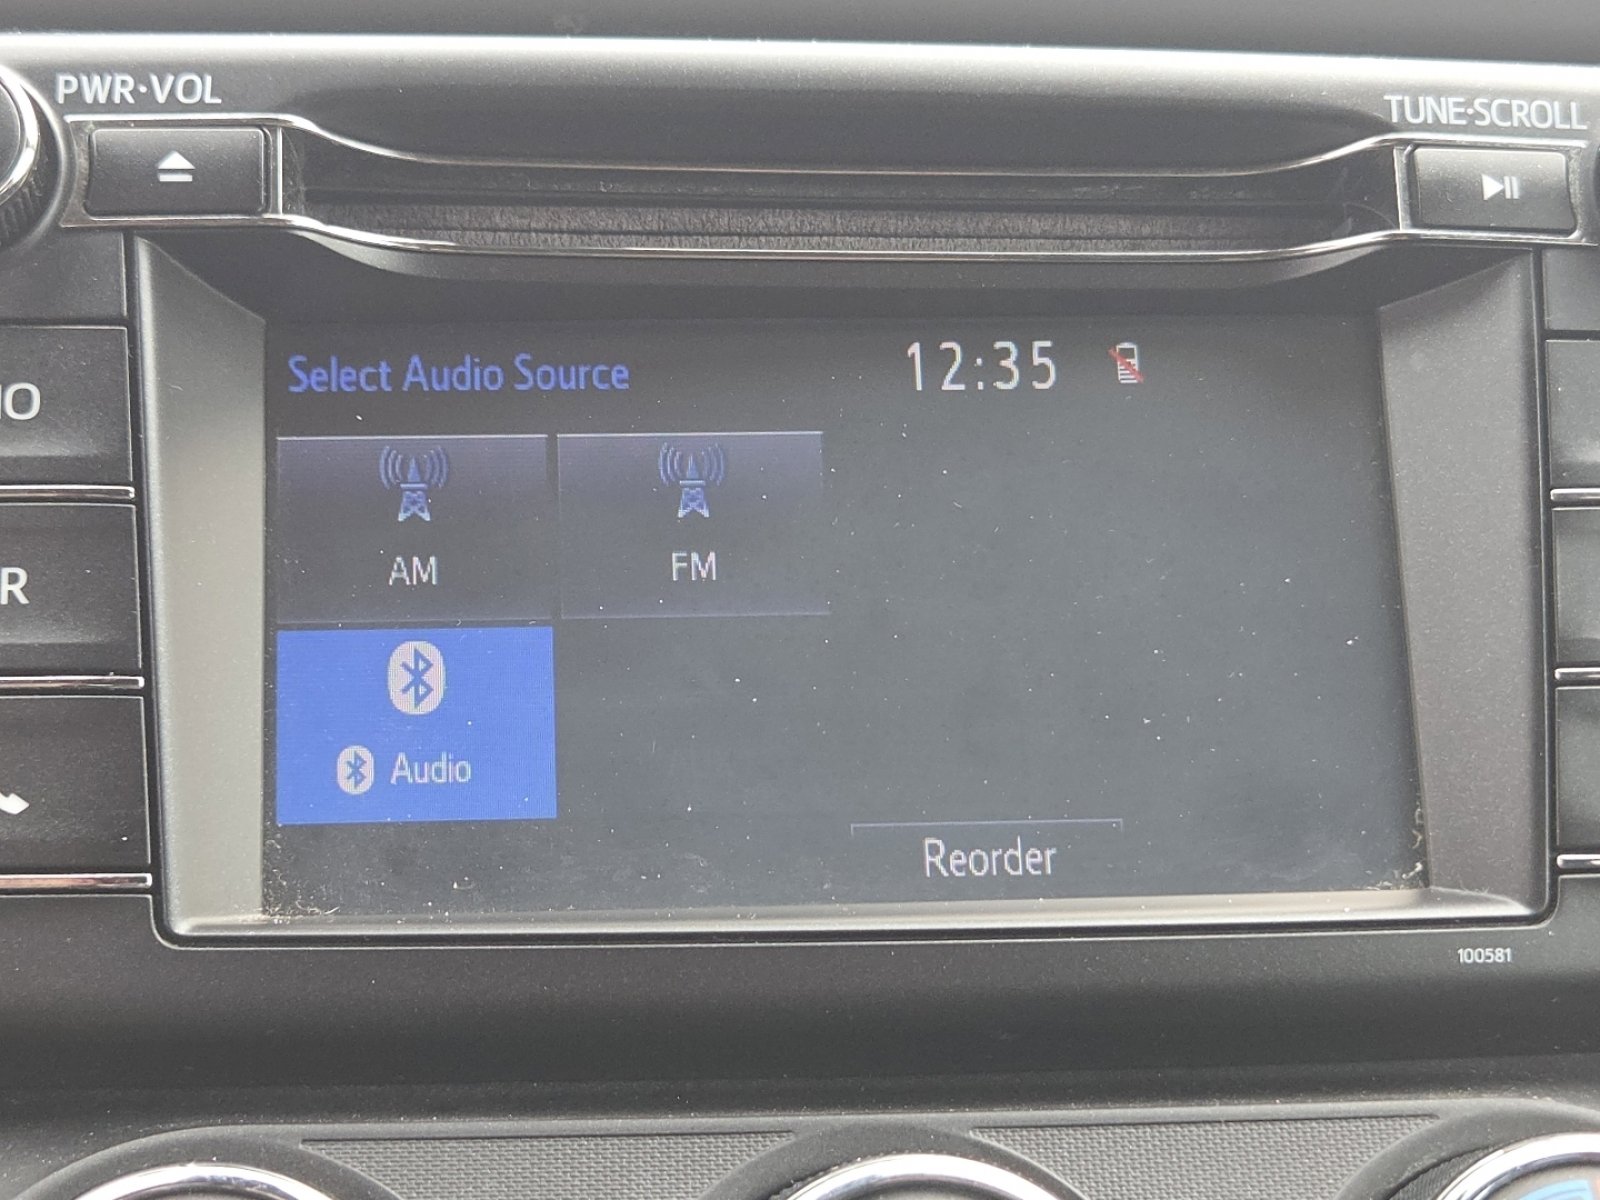 PWR·VOL
TUNE·SCROLL
Select Audio Source
12:35
AM
FM
Audio
Reorder
100581